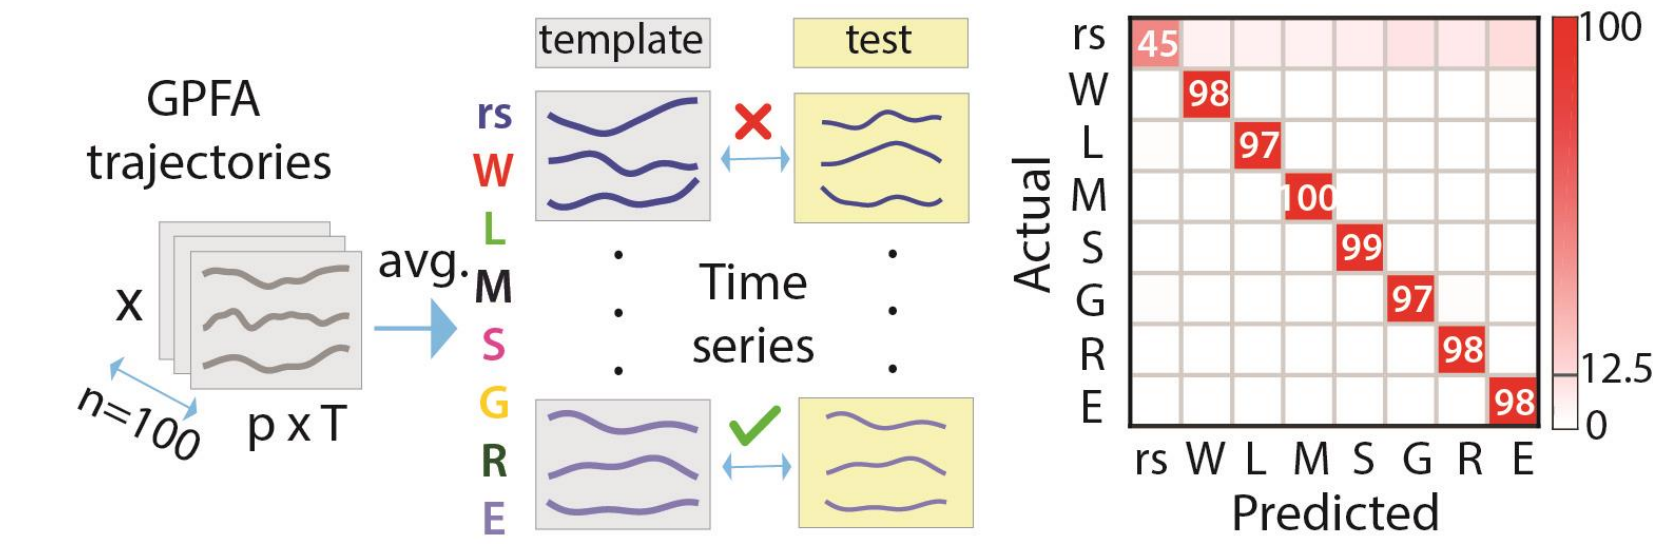 GPFA
trajectories
x
n=100
p x T
avg.
template
test
rs
W
L
M
S
G
R
E
Time
series
Actual
rs
W
L
M
S
G
R
E
45
98
97
100
99
97
98
98
rs W L M S G R E
Predicted
100
12.5
0